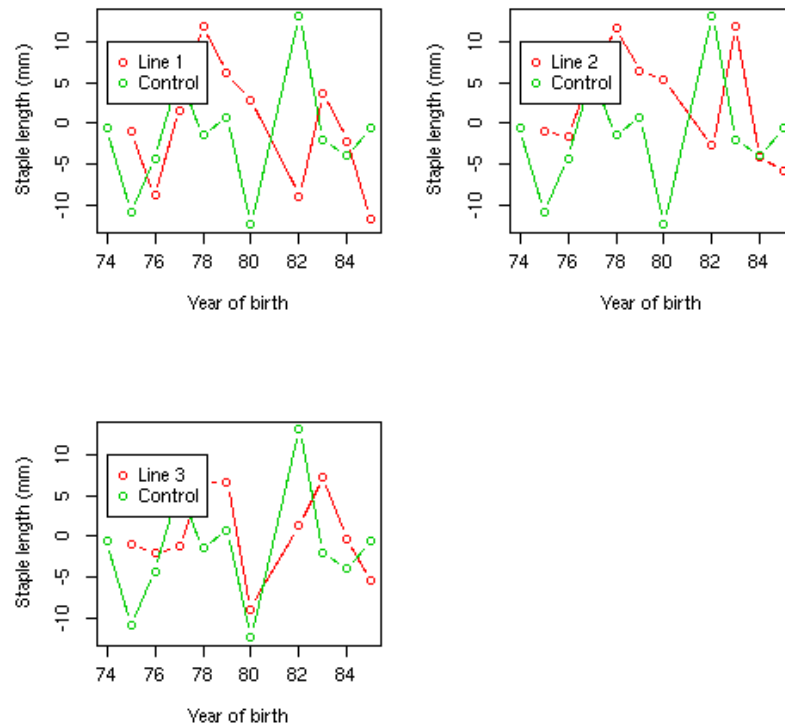 Staple length (mm)
10
5
0
-5
-10
Line 1
Control
74 76 78 80 82 84
Year of birth
Staple length (mm)
10
5
0
-5
-10
Line 2
Control
74 76 78 80 82 84
Year of birth
Staple length (mm)
10
5
0
-5
-10
Line 3
Control
74 76 78 80 82 84
Year of birth